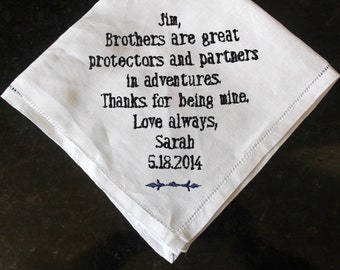 Jim,
Brothers are great
protectors and partners
in adventures.
Thanks for being mine.
Love always,
Sarah
5.18.2014